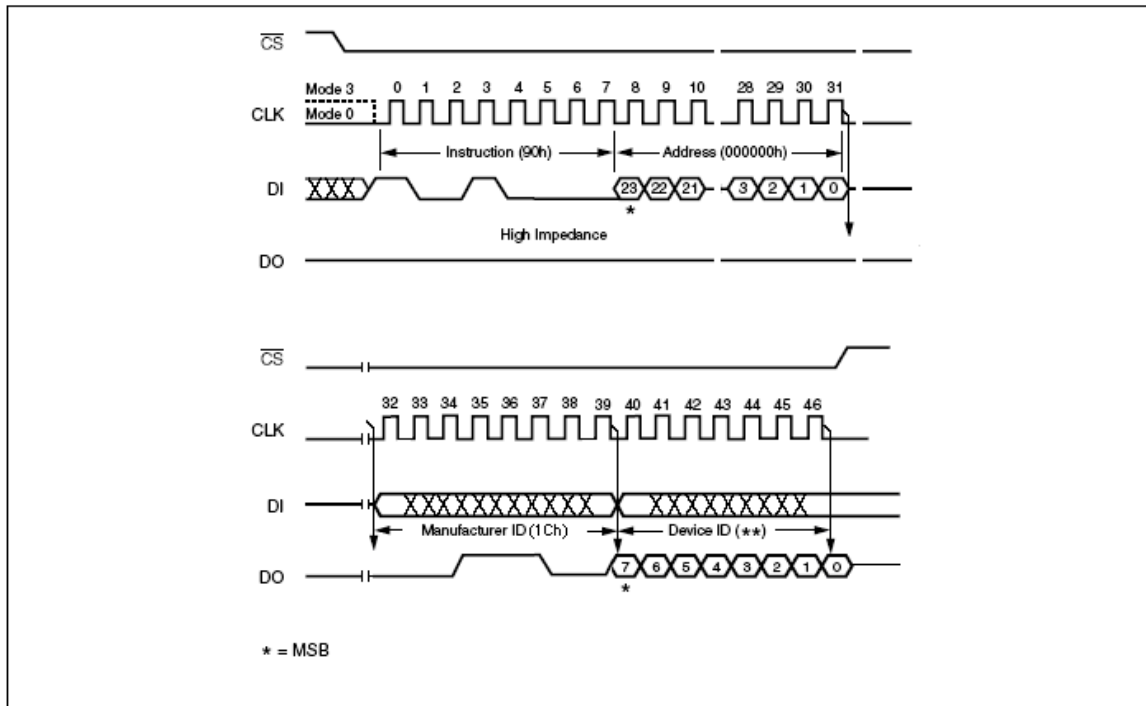 CS
Mode 3
0 1 2 3 4 5 6 7 8 9 10 28 29 30 31
CLK
Mode 0
Instruction (90h)
Address (000000h)
DI
23 22 21 3 2 1 0
*
High Impedance
DO
CS
32 33 34 35 36 37 38 39 40 41 42 43 44 45 46
CLK
DI
Manufacturer ID (1Ch)
Device ID (**)
DO
7 6 5 4 3 2 1 0
*
* = MSB